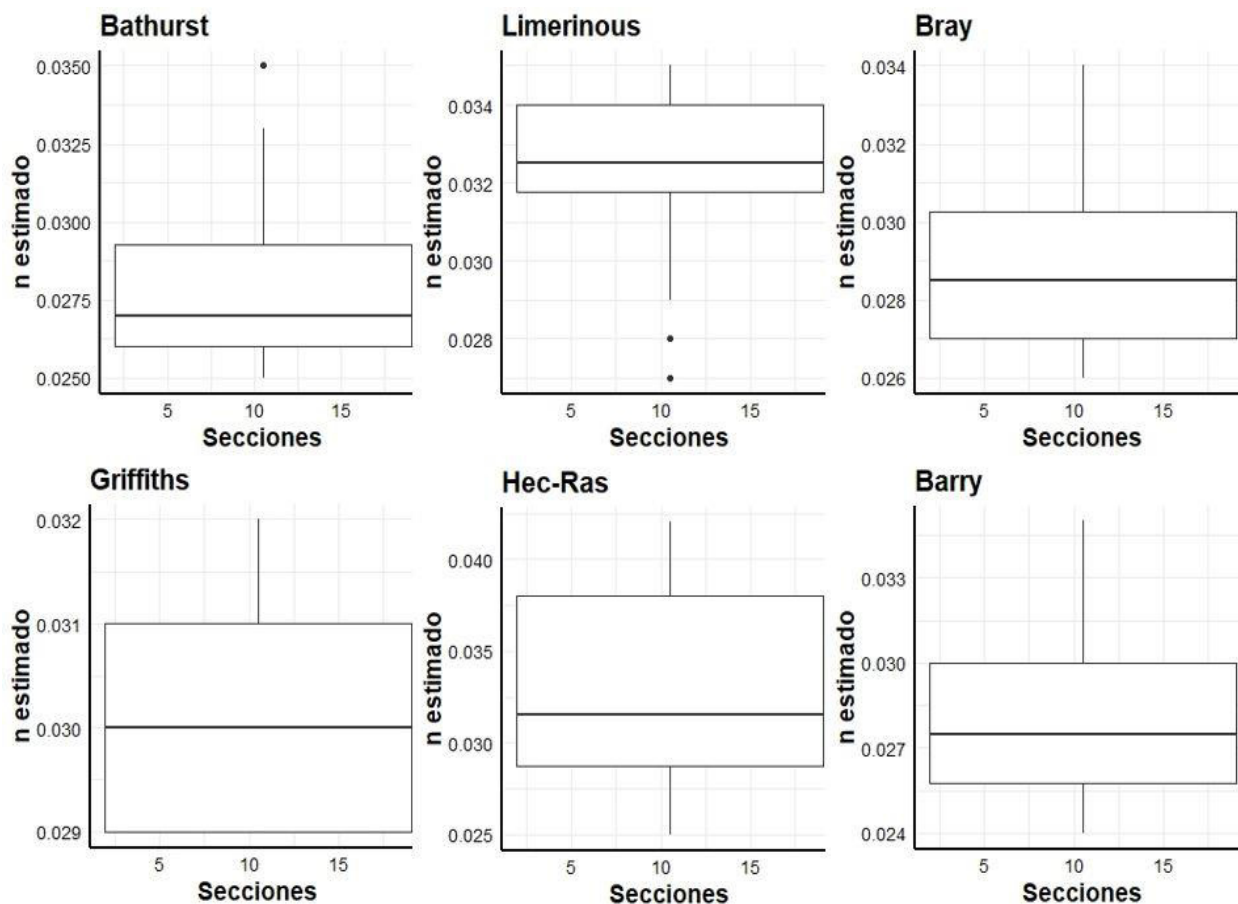 Bathurst
n estimado
0.0350
0.0325
0.0300
0.0275
0.0250
5 10 15
Secciones
Limerinous
n estimado
0.034
0.032
0.030
0.028
5 10 15
Secciones
Bray
n estimado
0.034
0.032
0.030
0.028
0.026
5 10 15
Secciones
Griffiths
n estimado
0.032
0.031
0.030
0.029
5 10 15
Secciones
Hec-Ras
n estimado
0.040
0.035
0.030
0.025
5 10 15
Secciones
Barry
n estimado
0.033
0.030
0.027
0.024
5 10 15
Secciones